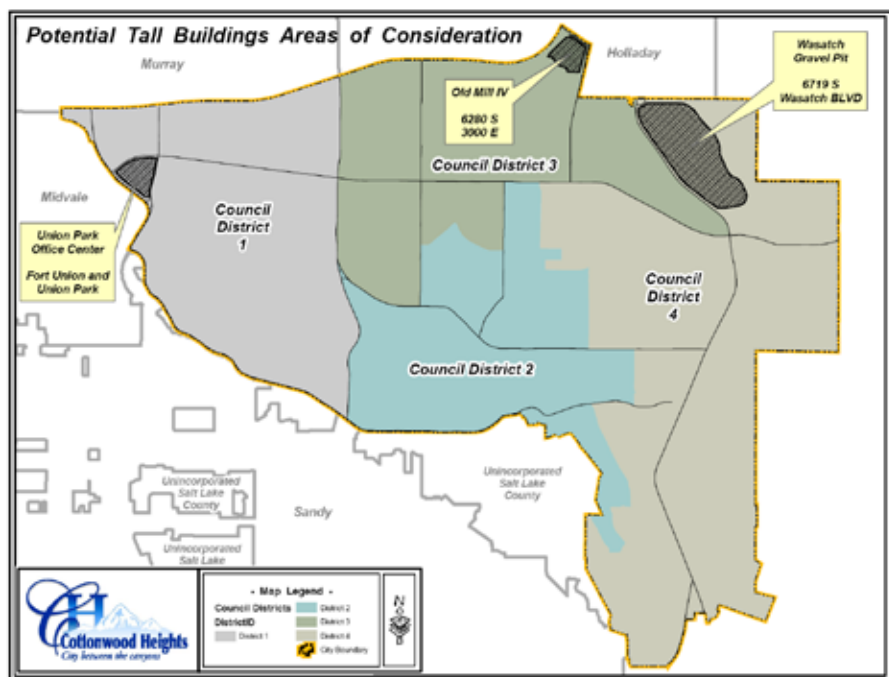 Potential Tall Buildings Areas of Consideration
Murray
Holladay
Wasatch
Gravel Pit
6719 S
Wasatch BLVD
Old Mill IV
6280 S
3000 E
Council District 3
Midvale
Council
District
1
Union Park
Office Center
Fort Union and
Union Park
Council
District
4
Council District 2
Unincorporated
Salt Lake
County
Unincorporated
Salt Lake
County
Sandy
Unincorporated
Salt Lake
CH
Cottonwood Heights
City between the canyons
- Map Legend -
Council Districts
DistrictID
District 1
District 2
District 3
District 4
City Boundary
N